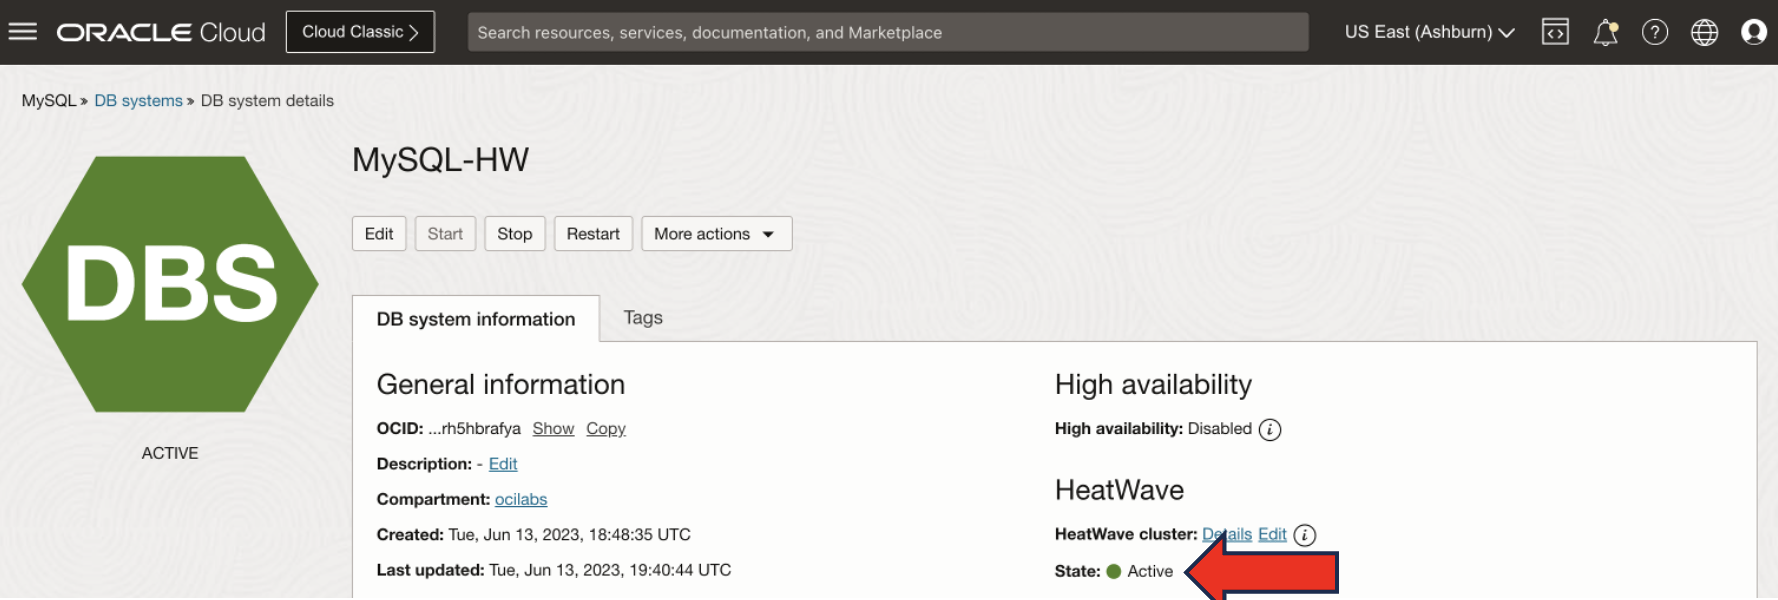 ORACLE Cloud
Cloud Classic
Search resources, services, documentation, and Marketplace
US East (Ashburn)
MySQL » DB systems » DB system details
DBS
ACTIVE
MySQL-HW
Edit
Start
Stop
Restart
More actions
DB system information
Tags
General information
OCID: ...rh5hbrafya Show Copy
Description: - Edit
Compartment: ocilabs
Created: Tue, Jun 13, 2023, 18:48:35 UTC
Last updated: Tue, Jun 13, 2023, 19:40:44 UTC
High availability
High availability: Disabled
HeatWave
HeatWave cluster: Details Edit
State: Active